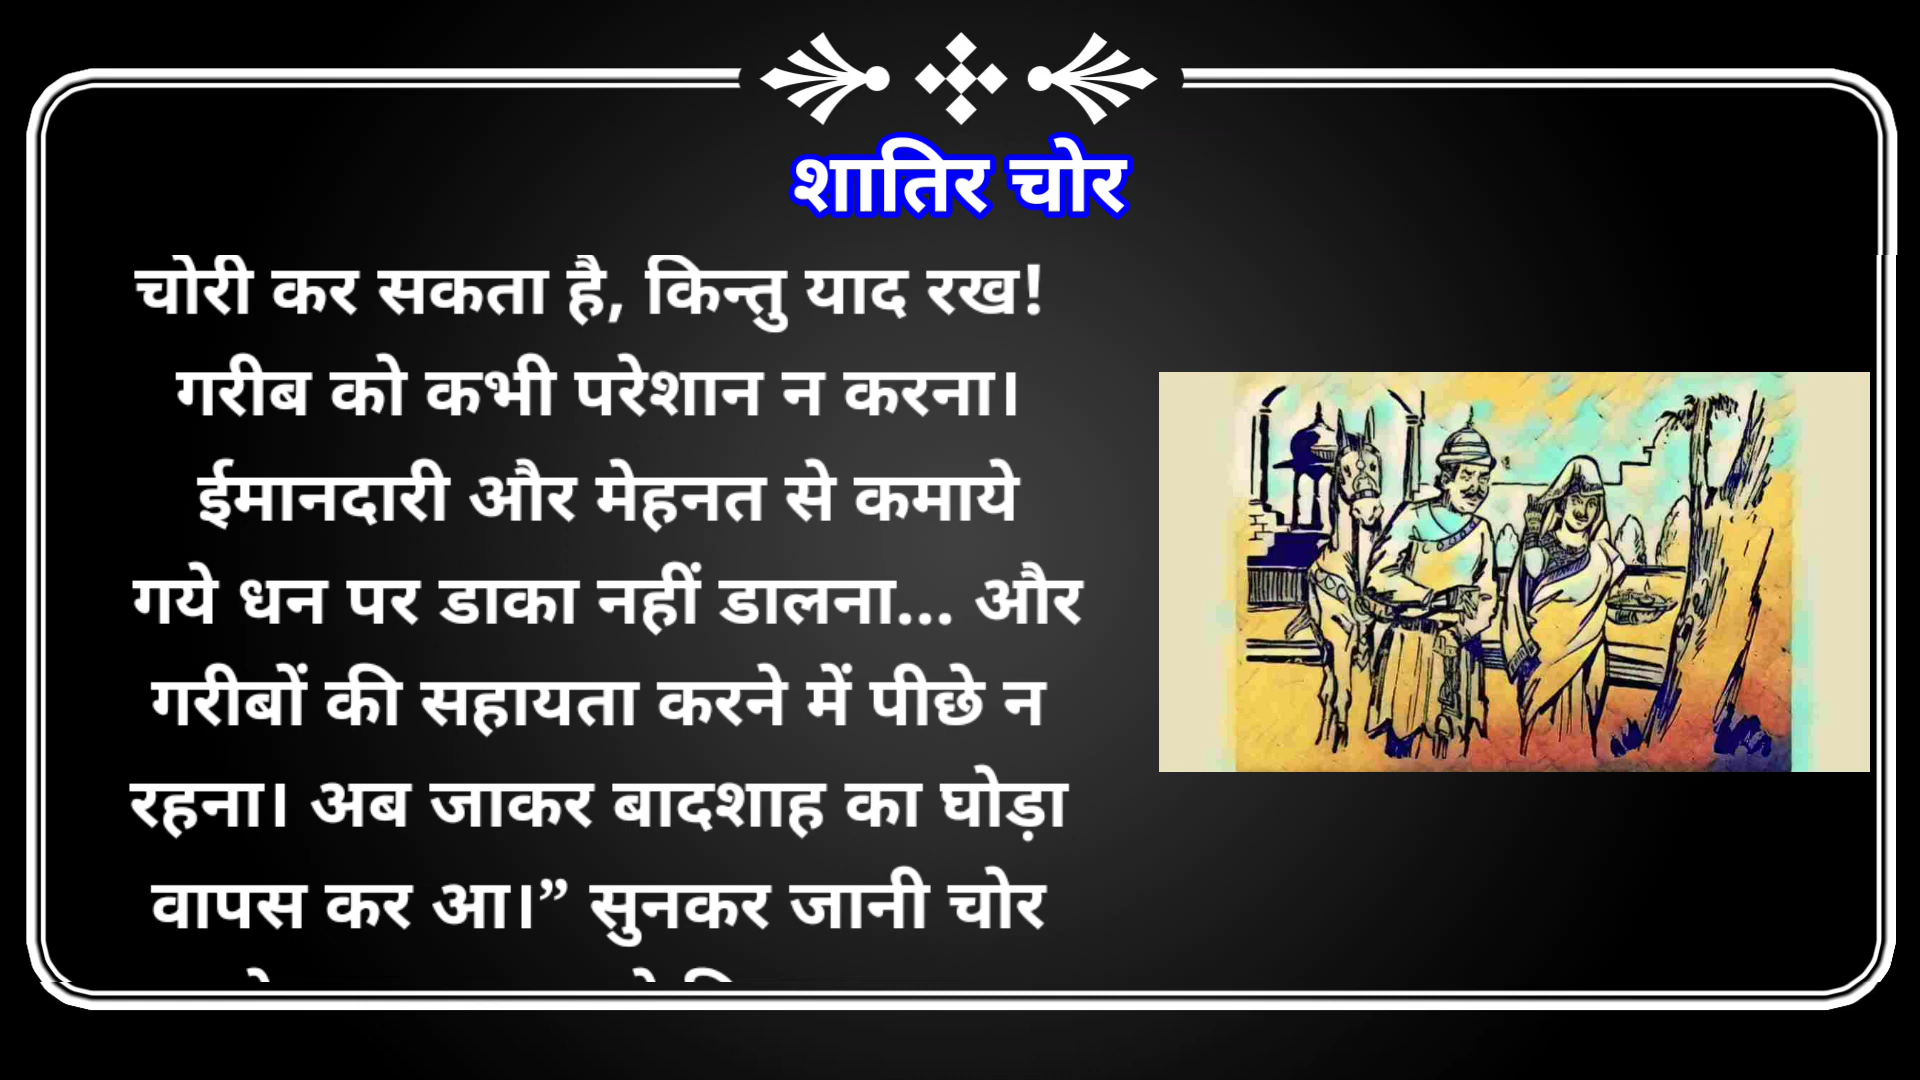 शातिर चोर
चोरी कर सकता है, किन्तु याद रख!
गरीब को कभी परेशान न करना।
ईमानदारी और मेहनत से कमाये
गये धन पर डाका नहीं डालना... और
गरीबों की सहायता करने में पीछे न
रहना। अब जाकर बादशाह का घोड़ा
वापस कर आ।” सुनकर जानी चोर